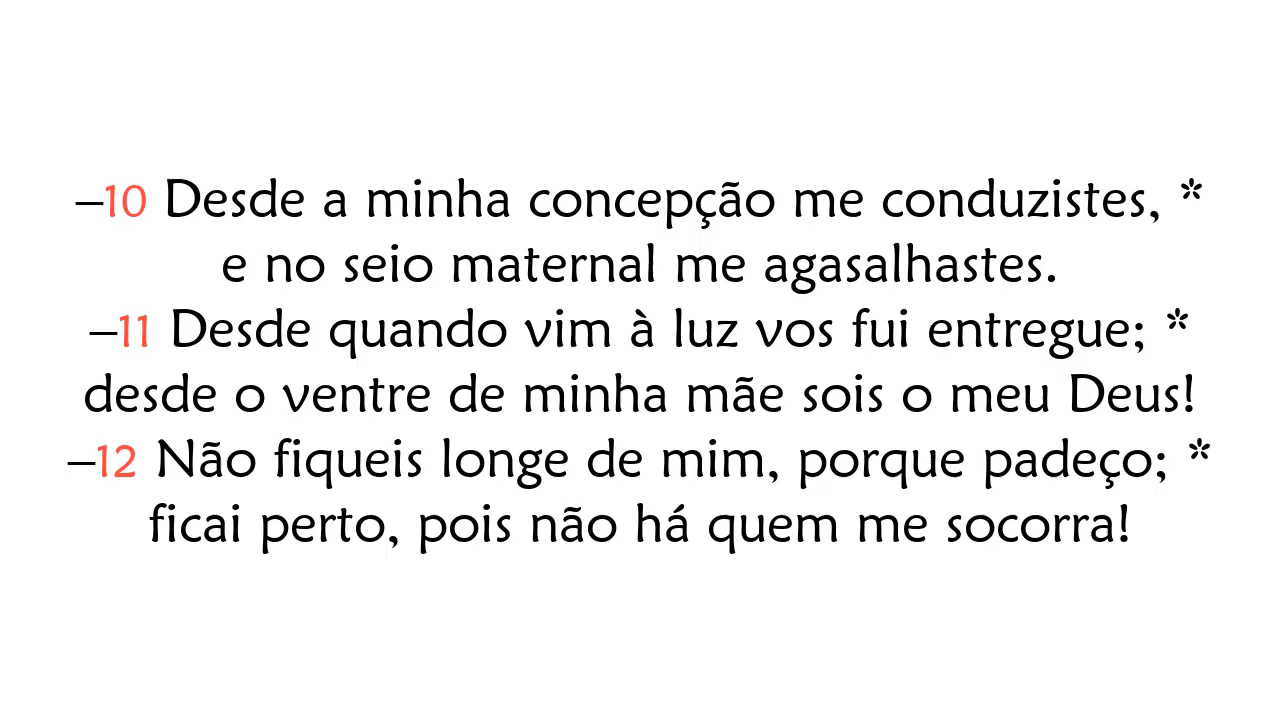 –10 Desde a minha concepção me conduzistes, *
e no seio maternal me agasalhastes.
–11 Desde quando vim à luz vos fui entregue; *
desde o ventre de minha mãe sois o meu Deus!
–12 Não fiqueis longe de mim, porque padeço; *
ficai perto, pois não há quem me socorra!